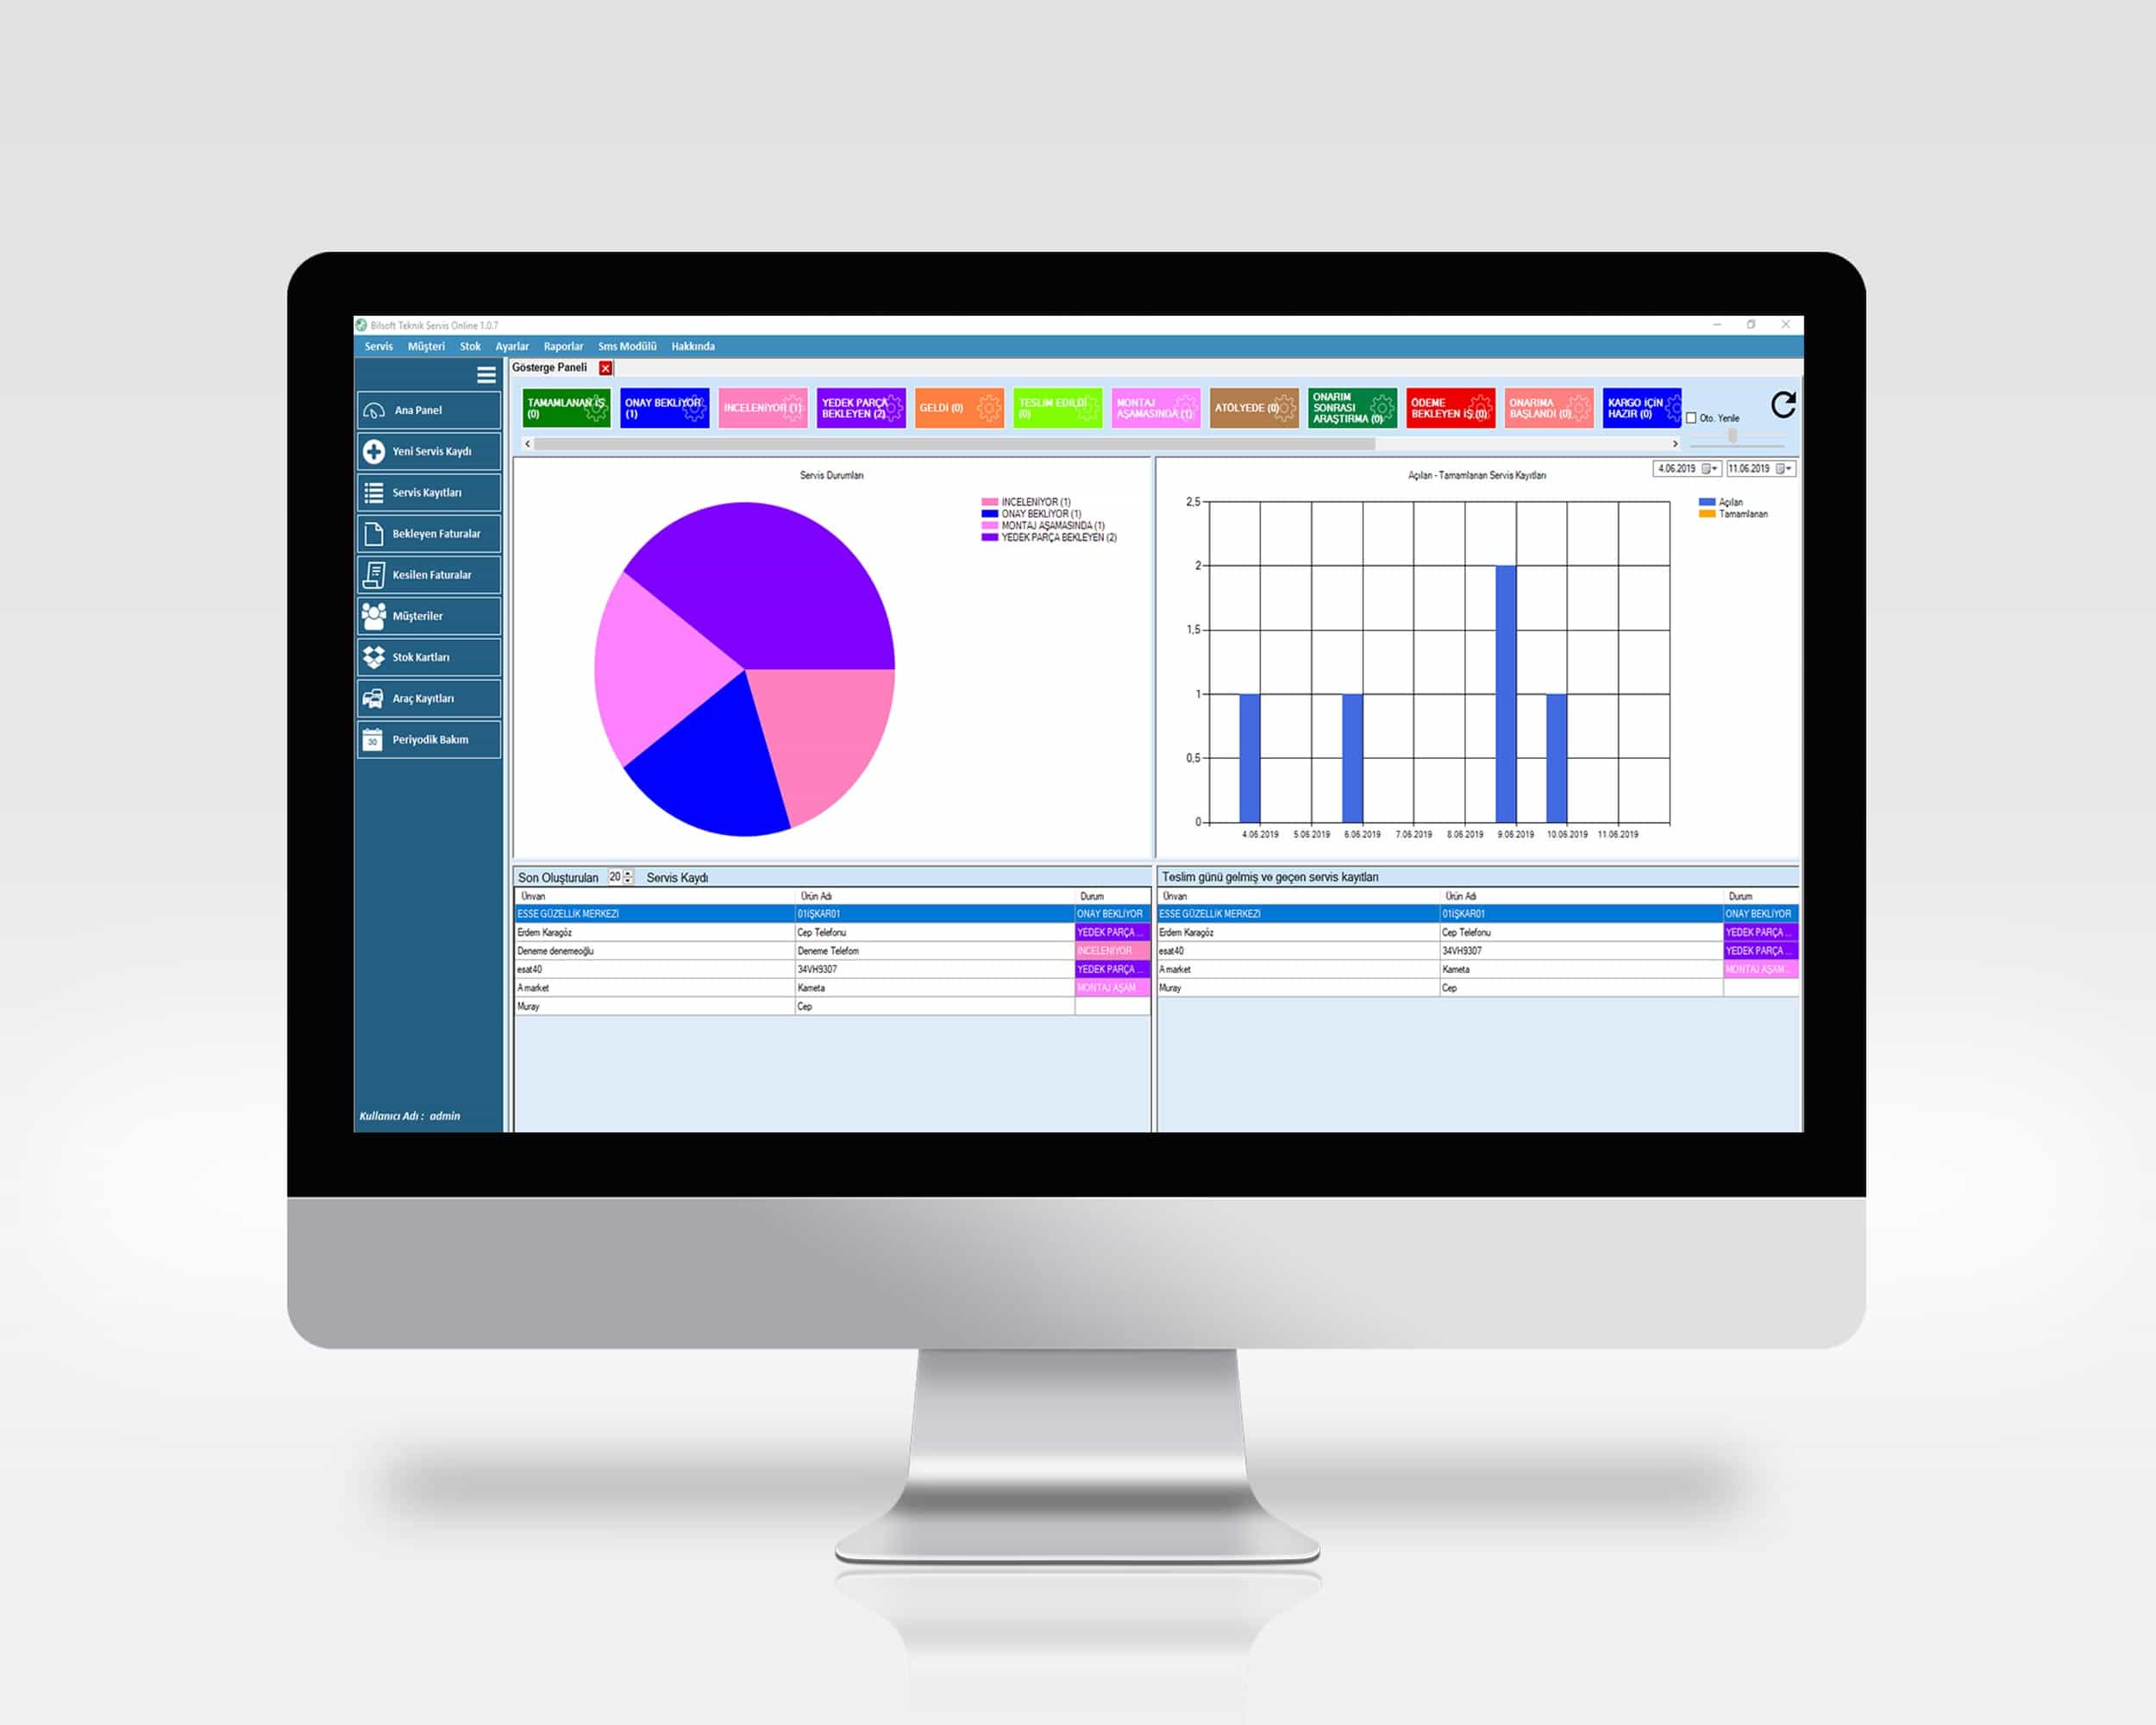 Bilsoft Teknik Servis Online 1.0.7
Servis Müşteri Stok Ayarlar Raporlar Sms Modülü Hakkında
Gösterge Paneli
Ana Panel
Yeni Servis Kaydı
Servis Kayıtları
Bekleyen Faturalar
Kesilen Faturalar
Müşteriler
Stok Kartları
Araç Kayıtları
30
Periyodik Bakım
Kullanıcı Adı : admin
TAMAMLANAN İŞ
(0)
ONAY BEKLİYOR
(1)
İNCELENİYOR (1)
YEDEK PARÇA
BEKLEYEN (2)
GELDİ (0)
TESLİM EDİLDİ
(0)
MONTAJ
AŞAMASINDA (1)
ATÖLYEDE (0)
ONARIM
SONRASI
ARAŞTIRMA (0)
ÖDEME
BEKLEYEN İŞ (0)
ONARIMA
BAŞLANDI (0)
KARGO İÇİN
HAZIR (0)
Oto. Yenile
Servis Durumları
İNCELENİYOR (1)
ONAY BEKLİYOR (1)
MONTAJ AŞAMASINDA (1)
YEDEK PARÇA BEKLEYEN (2)
Açılan - Tamamlanan Servis Kayıtları
4.06.2019 11.06.2019
Açılan
Tamamlanan
2,5
2
1,5
1
0,5
0
4.06.2019 5.06.2019 6.06.2019 7.06.2019 8.06.2019 9.06.2019 10.06.2019 11.06.2019
Son Oluşturulan 20 Servis Kaydı
Ünvan Ürün Adı Durum
ESSE GÜZELLİK MERKEZİ 01İŞKAR01 ONAY BEKLİYOR
Erdem Karagöz Cep Telefonu YEDEK PARÇA ...
Deneme denemeoğlu Deneme Telefom İNCELENİYOR
esat40 34VH9307 YEDEK PARÇA ...
A market Kameta MONTAJ AŞAM...
Muray Cep
Teslim günü gelmiş ve geçen servis kayıtları
Ünvan Ürün Adı Durum
ESSE GÜZELLİK MERKEZİ 01İŞKAR01 ONAY BEKLİYOR
Erdem Karagöz Cep Telefonu YEDEK PARÇA ...
esat40 34VH9307 YEDEK PARÇA ...
A market Kameta MONTAJ AŞAM...
Muray Cep